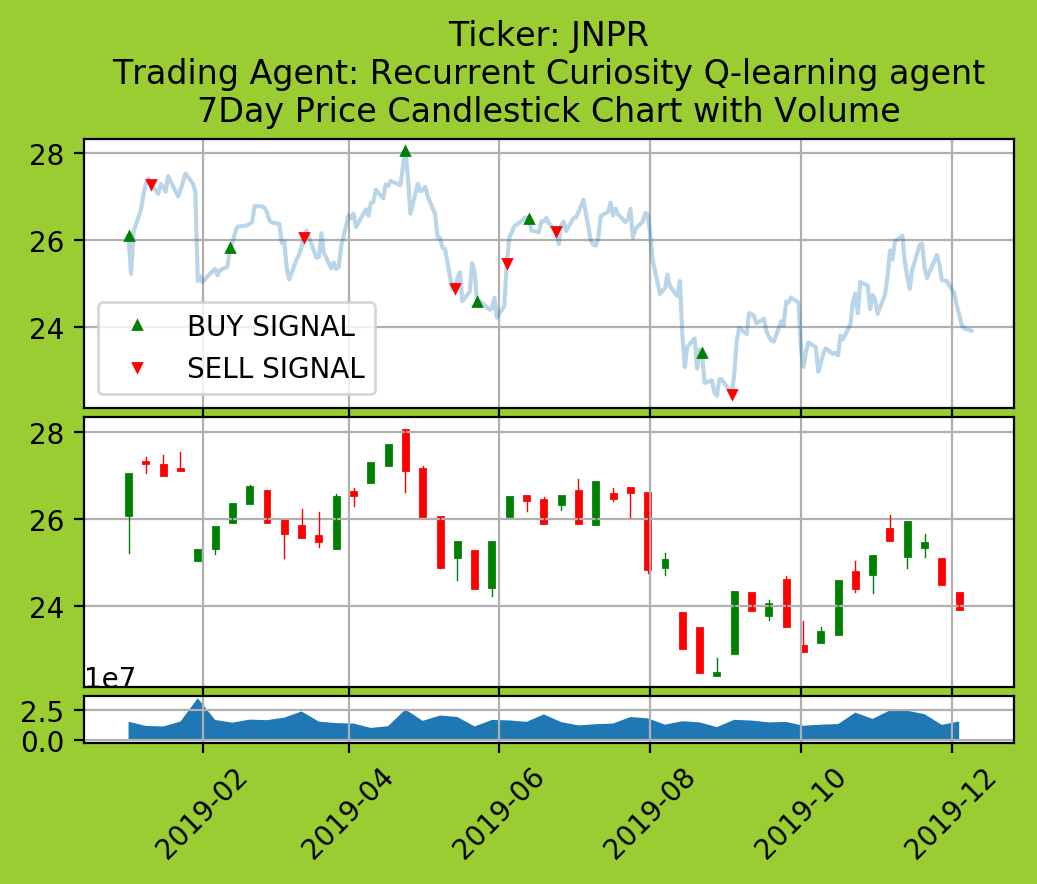 Ticker: JNPR
Trading Agent: Recurrent Curiosity Q-learning agent
7Day Price Candlestick Chart with Volume
28
26
24
BUY SIGNAL
SELL SIGNAL
28
26
24
1e7
2.5
0.0
2019-02
2019-04
2019-06
2019-08
2019-10
2019-12